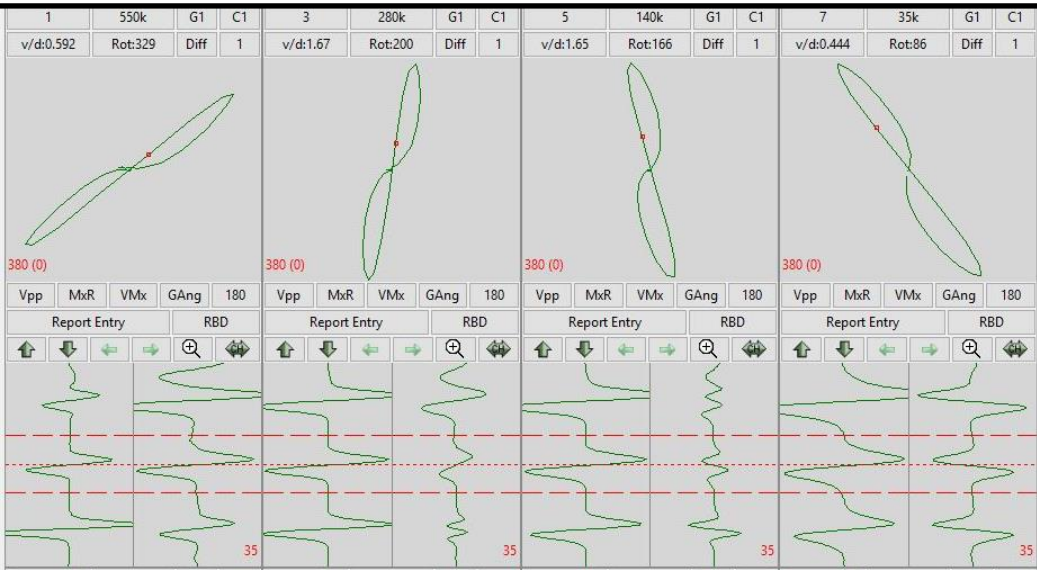 1 550k G1 C1 3 280k G1 C1 5 140k G1 C1 7 35k G1 C1
v/d:0.592 Rot:329 Diff 1 v/d:1.67 Rot:200 Diff 1 v/d:1.65 Rot:166 Diff 1 v/d:0.444 Rot:86 Diff 1
380 (0) 380 (0) 380 (0) 380 (0)
Vpp MxR VMx GAng 180 Vpp MxR VMx GAng 180 Vpp MxR VMx GAng 180 Vpp MxR VMx GAng 180
Report Entry RBD Report Entry RBD Report Entry RBD Report Entry RBD
CH CH CH CH
35 35 35 35